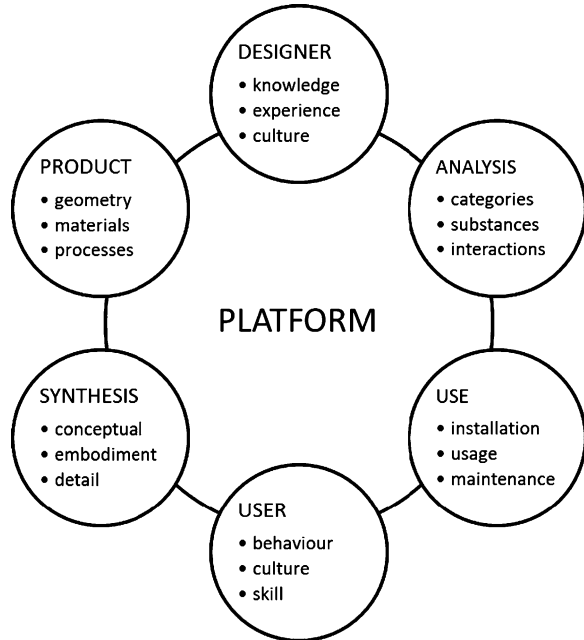 DESIGNER
• knowledge
• experience
• culture
PRODUCT
• geometry
• materials
• processes
ANALYSIS
• categories
• substances
• interactions
PLATFORM
SYNTHESIS
• conceptual
• embodiment
• detail
USE
• installation
• usage
• maintenance
USER
• behaviour
• culture
• skill